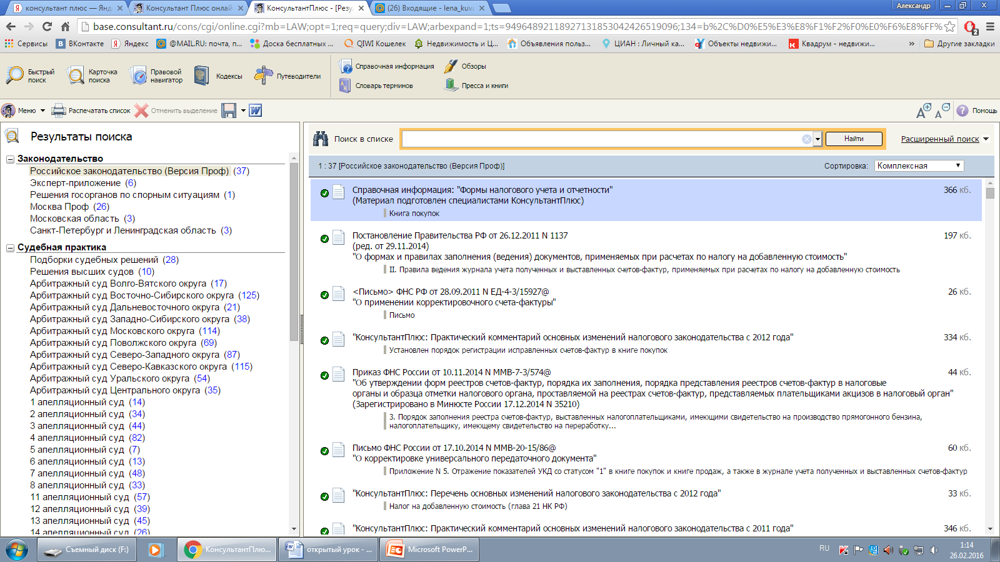 консультант плюс — Янд
Консультант Плюс онлай
КонсультантПлюс - [Резу
(26) Входящие - lena_kuva
Александр
base.consultant.ru/cons/cgi/online.cgi?mb=LAW;opt=1;req=query;div=LAW;arbexpand=1;ts=94964892118927131853042426519096;134=b%2C%D0%E5%E3%E8%F1%F2%F0%E0%F6%E8%FF%
2
Сервисы
ВКонтакте
Яндекс
@MAIL.RU: почта, п...
Доска бесплатных ...
QIWI Кошелек
Недвижимость и Ц...
Объявления польз...
ЦИАН : Личный ка...
Объекты недвижи...
Квадрум - недвижи...
»
Другие закладки
Быстрый
поиск
Карточка
поиска
Правовой
навигатор
Кодексы
Путеводители
Справочная информация
Словарь терминов
Обзоры
Пресса и книги
Меню
Распечатать список
Отменить выделение
Помощь
Результаты поиска
Законодательство
Российское законодательство (Версия Проф) (37)
Эксперт-приложение (6)
Решения госорганов по спорным ситуациям (1)
Москва Проф (26)
Московская область (3)
Санкт-Петербург и Ленинградская область (3)
Судебная практика
Подборки судебных решений (28)
Решения высших судов (10)
Арбитражный суд Волго-Вятского округа (17)
Арбитражный суд Восточно-Сибирского округа (125)
Арбитражный суд Дальневосточного округа (21)
Арбитражный суд Западно-Сибирского округа (38)
Арбитражный суд Московского округа (114)
Арбитражный суд Поволжского округа (69)
Арбитражный суд Северо-Западного округа (87)
Арбитражный суд Северо-Кавказского округа (115)
Арбитражный суд Уральского округа (54)
Арбитражный суд Центрального округа (35)
1 апелляционный суд (14)
2 апелляционный суд (34)
3 апелляционный суд (44)
4 апелляционный суд (82)
5 апелляционный суд (7)
6 апелляционный суд (13)
7 апелляционный суд (48)
8 апелляционный суд (33)
11 апелляционный суд (57)
12 апелляционный суд (39)
13 апелляционный суд (45)
14 апелляционный суд (26)
Поиск в списке
Найти
Расширенный поиск
1 : 37 [Российское законодательство (Версия Проф)]
Сортировка: Комплексная
Справочная информация: "Формы налогового учета и отчетности" 366 кб.
(Материал подготовлен специалистами КонсультантПлюс)
Книга покупок
Постановление Правительства РФ от 26.12.2011 N 1137 197 кб.
(ред. от 29.11.2014)
"О формах и правилах заполнения (ведения) документов, применяемых при расчетах по налогу на добавленную стоимость"
II. Правила ведения журнала учета полученных и выставленных счетов-фактур, применяемых при расчетах по налогу на добавленную стоимость
<Письмо> ФНС РФ от 28.09.2011 N ЕД-4-3/15927@ 26 кб.
"О применении корректировочного счета-фактуры"
Письмо
"КонсультантПлюс: Практический комментарий основных изменений налогового законодательства с 2012 года" 334 кб.
Установлен порядок регистрации исправленных счетов-фактур в книге покупок
Приказ ФНС России от 10.11.2014 N ММВ-7-3/574@ 44 кб.
"Об утверждении форм реестров счетов-фактур, порядка их заполнения, порядка представления реестров счетов-фактур в налоговые
органы и образца отметки налогового органа, проставляемой на реестрах счетов-фактур, представляемых плательщиками акцизов в налоговый орган"
(Зарегистрировано в Минюсте России 17.12.2014 N 35210)
3. Порядок заполнения реестра счетов-фактур, выставленных налогоплательщиками, имеющими свидетельство на производство прямогонного бензина,
налогоплательщику, имеющему свидетельство на переработку...
Письмо ФНС России от 17.10.2014 N ММВ-20-15/86@ 60 кб.
"О корректировке универсального передаточного документа"
Приложение N 5. Отражение показателей УКД со статусом "1" в книге покупок и книге продаж, а также в журнале учета полученных и выставленных счетов-фактур
"КонсультантПлюс: Перечень основных изменений налогового законодательства с 2012 года" 33 кб.
Налог на добавленную стоимость (глава 21 НК РФ)
"КонсультантПлюс: Практический комментарий основных изменений налогового законодательства с 2011 года" 346 кб.
Съемный диск (F:)
КонсультантПлю...
открытый урок - ...
Microsoft PowerP...
RU
1:14
26.02.2016